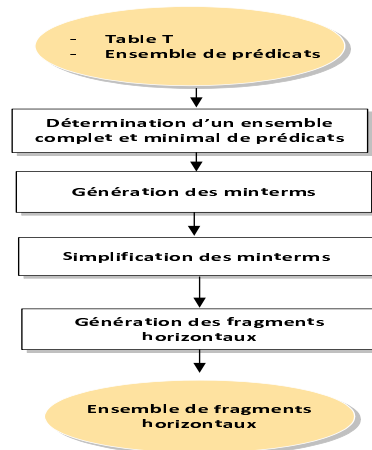 - Table T
- Ensemble de prédicats
Détermination d'un ensemble
complet et minimal de prédicats
Génération des minterms
Simplification des minterms
Génération des fragments
horizontaux
Ensemble de fragments
horizontaux